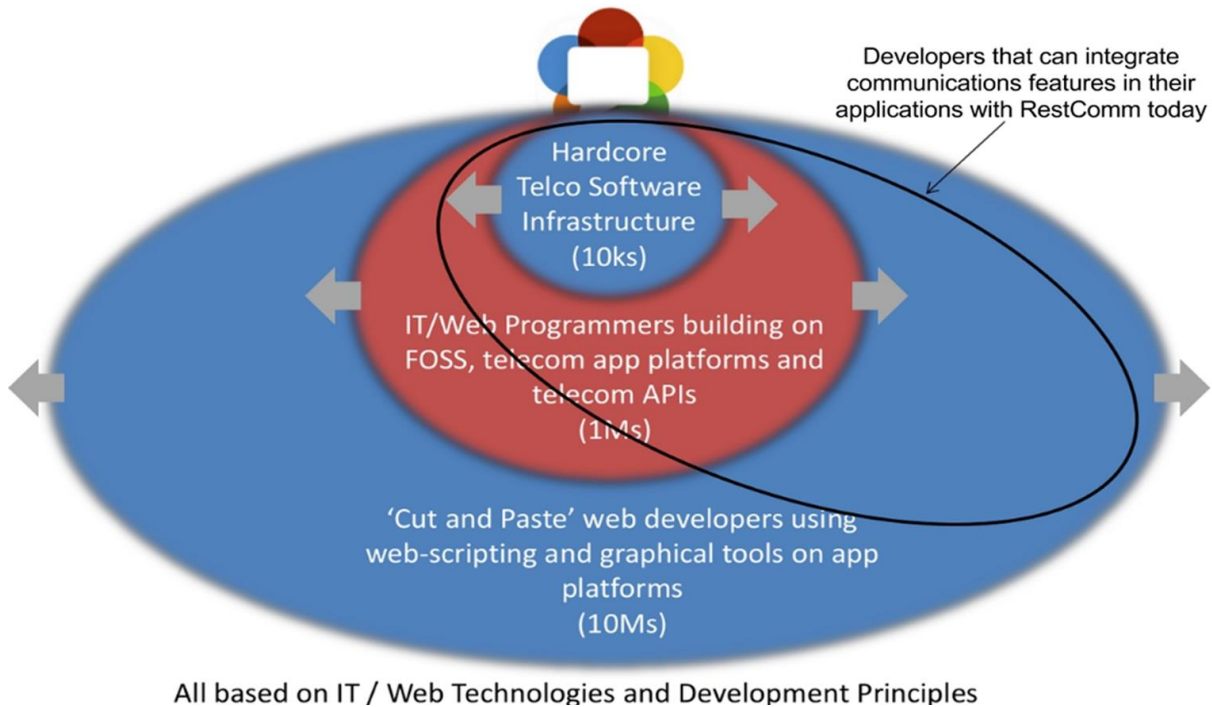 Developers that can integrate
communications features in their
applications with RestComm today
Hardcore
Telco Software
Infrastructure
(10ks)
IT/Web Programmers building on
FOSS, telecom app platforms and
telecom APIs
(1Ms)
‘Cut and Paste’ web developers using
web-scripting and graphical tools on app
platforms
(10Ms)
All based on IT / Web Technologies and Development Principles